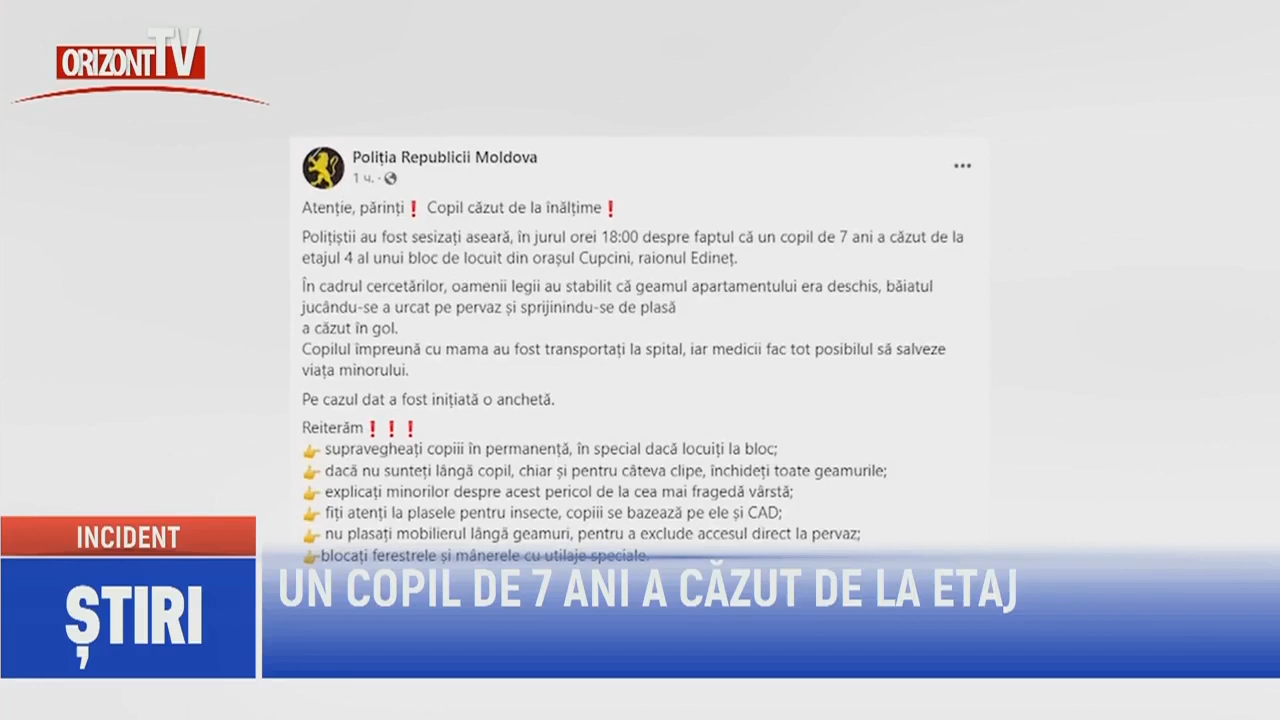 ORIZONT TV
Poliția Republicii Moldova
1 ч. ·
Atenție, părinți❗ Copil căzut de la înălțime❗
Polițiștii au fost sesizați aseară, în jurul orei 18:00 despre faptul că un copil de 7 ani a căzut de la
etajul 4 al unui bloc de locuit din orașul Cupcini, raionul Edineț.
În cadrul cercetărilor, oamenii legii au stabilit că geamul apartamentului era deschis, băiatul
jucându-se a urcat pe pervaz și sprijinindu-se de plasă
a căzut în gol.
Copilul împreună cu mama au fost transportați la spital, iar medicii fac tot posibilul să salveze
viața minorului.
Pe cazul dat a fost inițiată o anchetă.
Reiterăm❗❗❗
👉 supravegheați copiii în permanență, în special dacă locuiți la bloc;
👉 dacă nu sunteți lângă copil, chiar și pentru câteva clipe, închideți toate geamurile;
👉 explicați minorilor despre acest pericol de la cea mai fragedă vârstă;
👉 fiți atenți la plasele pentru insecte, copiii se bazează pe ele și CAD;
👉 nu plasați mobilierul lângă geamuri, pentru a exclude accesul direct la pervaz;
👉blocați ferestrele și mânerele cu utilaje speciale.
INCIDENT
ȘTIRI
UN COPIL DE 7 ANI A CĂZUT DE LA ETAJ